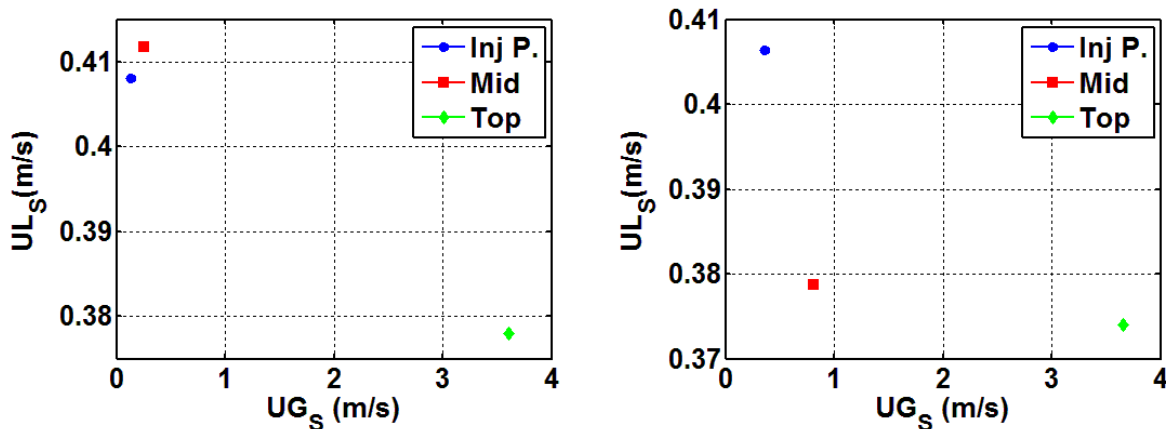 0.41
0.4
0.39
0.38
UL_S(m/s)
0 1 2 3 4
UG_S (m/s)
Inj P.
Mid
Top
0.41
0.4
0.39
0.38
0.37
UL_S(m/s)
0 1 2 3 4
UG_S (m/s)
Inj P.
Mid
Top